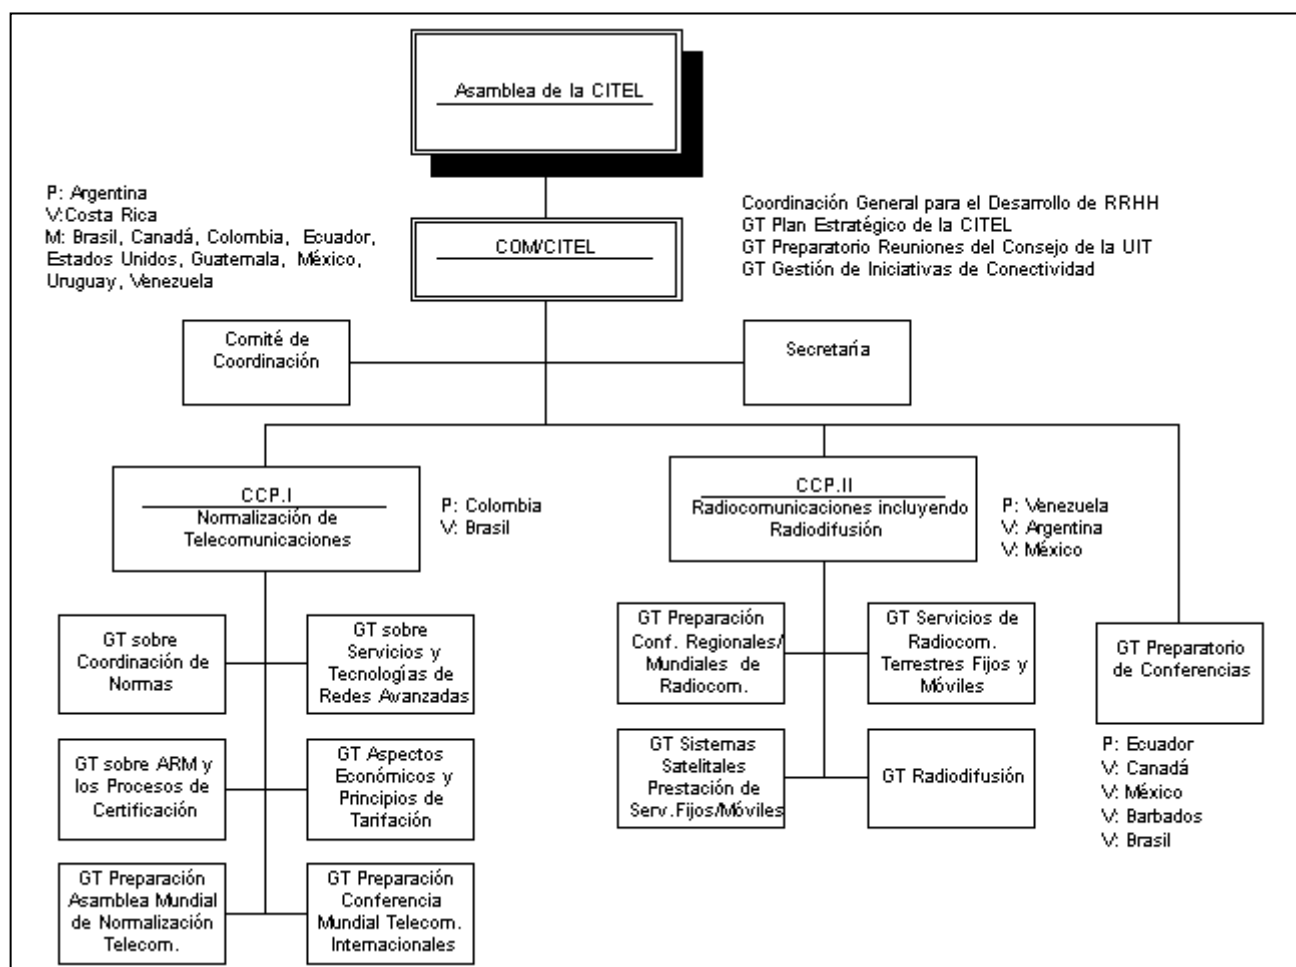 Asamblea de la CITEL
P: Argentina
V:Costa Rica
M: Brasil, Canadá, Colombia, Ecuador,
Estados Unidos, Guatemala, México,
Uruguay, Venezuela
COM/CITEL
Coordinación General para el Desarrollo de RRHH
GT Plan Estratégico de la CITEL
GT Preparatorio Reuniones del Consejo de la UIT
GT Gestión de Iniciativas de Conectividad
Comité de
Coordinación
Secretaría
CCP.I
Normalización de
Telecomunicaciones
P: Colombia
V: Brasil
CCP.II
Radiocomunicaciones incluyendo
Radiodifusión
P: Venezuela
V: Argentina
V: México
GT sobre
Coordinación de
Normas
GT sobre
Servicios y
Tecnologías de
Redes Avanzadas
GT Preparación
Conf. Regionales/
Mundiales de
Radiocom.
GT Servicios de
Radiocom.
Terrestres Fijos y
Móviles
GT Preparatorio
de Conferencias
GT sobre ARM y
los Procesos de
Certificación
GT Aspectos
Económicos y
Principios de
Tarifación
GT Sistemas
Satelitales
Prestación de
Serv.Fijos/Móviles
GT Radiodifusión
P: Ecuador
V: Canadá
V: México
V: Barbados
V: Brasil
GT Preparación
Asamblea Mundial
de Normalización
Telecom.
GT Preparación
Conferencia
Mundial Telecom.
Internacionales